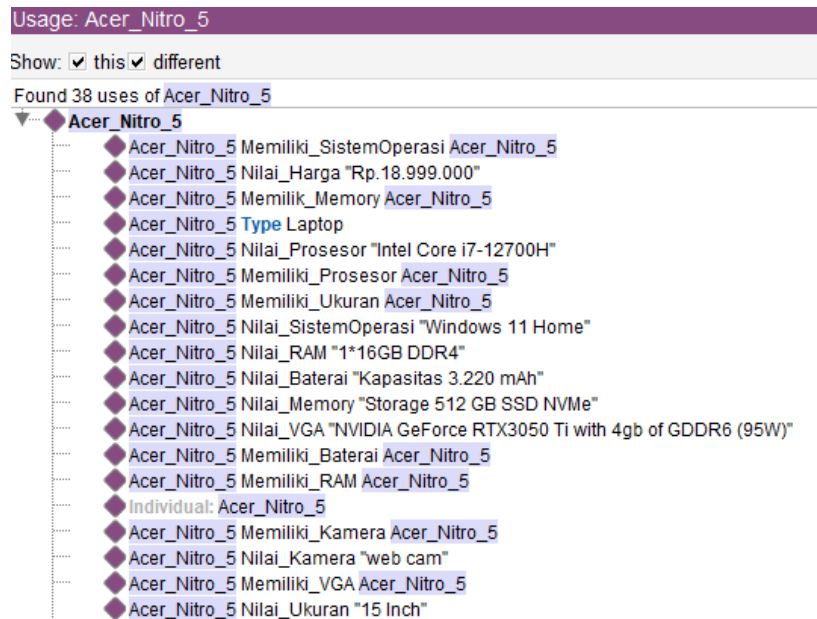 Usage: Acer_Nitro_5
Show: this different
Found 38 uses of Acer_Nitro_5
Acer_Nitro_5
Acer_Nitro_5 Memiliki_SistemOperasi Acer_Nitro_5
Acer_Nitro_5 Nilai_Harga "Rp.18.999.000"
Acer_Nitro_5 Memilik_Memory Acer_Nitro_5
Acer_Nitro_5 Type Laptop
Acer_Nitro_5 Nilai_Prosesor "Intel Core i7-12700H"
Acer_Nitro_5 Memiliki_Prosesor Acer_Nitro_5
Acer_Nitro_5 Memiliki_Ukuran Acer_Nitro_5
Acer_Nitro_5 Nilai_SistemOperasi "Windows 11 Home"
Acer_Nitro_5 Nilai_RAM "1*16GB DDR4"
Acer_Nitro_5 Nilai_Baterai "Kapasitas 3.220 mAh"
Acer_Nitro_5 Nilai_Memory "Storage 512 GB SSD NVMe"
Acer_Nitro_5 Nilai_VGA "NVIDIA GeForce RTX3050 Ti with 4gb of GDDR6 (95W)"
Acer_Nitro_5 Memiliki_Baterai Acer_Nitro_5
Acer_Nitro_5 Memiliki_RAM Acer_Nitro_5
Individual: Acer_Nitro_5
Acer_Nitro_5 Memiliki_Kamera Acer_Nitro_5
Acer_Nitro_5 Nilai_Kamera "web cam"
Acer_Nitro_5 Memiliki_VGA Acer_Nitro_5
Acer_Nitro_5 Nilai_Ukuran "15 Inch"